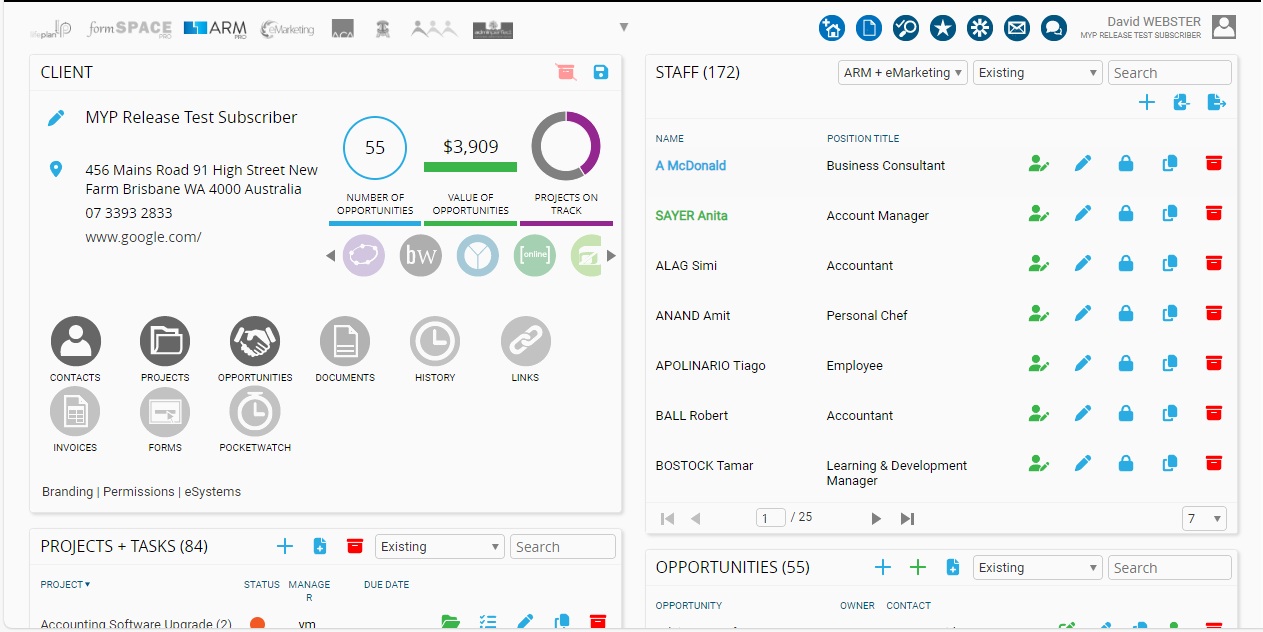 lifeplan
formSPACE PRO
ARM PRO
eMarketing
ACA
adminperfect
David WEBSTER
MYP RELEASE TEST SUBSCRIBER
CLIENT
MYP Release Test Subscriber
456 Mains Road 91 High Street New
Farm Brisbane WA 4000 Australia
07 3393 2833
www.google.com/
55
$3,909
NUMBER OF
OPPORTUNITIES
VALUE OF
OPPORTUNITIES
PROJECTS ON
TRACK
bw
[online]
CONTACTS
PROJECTS
OPPORTUNITIES
DOCUMENTS
HISTORY
LINKS
INVOICES
FORMS
POCKETWATCH
Branding | Permissions | eSystems
PROJECTS + TASKS (84)
Existing
Search
PROJECT
STATUS
MANAGE
R
DUE DATE
Accounting Software Upgrade (2)
vm
STAFF (172)
ARM + eMarketing
Existing
Search
NAME
POSITION TITLE
A McDonald
Business Consultant
SAYER Anita
Account Manager
ALAG Simi
Accountant
ANAND Amit
Personal Chef
APOLINARIO Tiago
Employee
BALL Robert
Accountant
BOSTOCK Tamar
Learning & Development
Manager
1 / 25
7
OPPORTUNITIES (55)
Existing
Search
OPPORTUNITY
OWNER
CONTACT